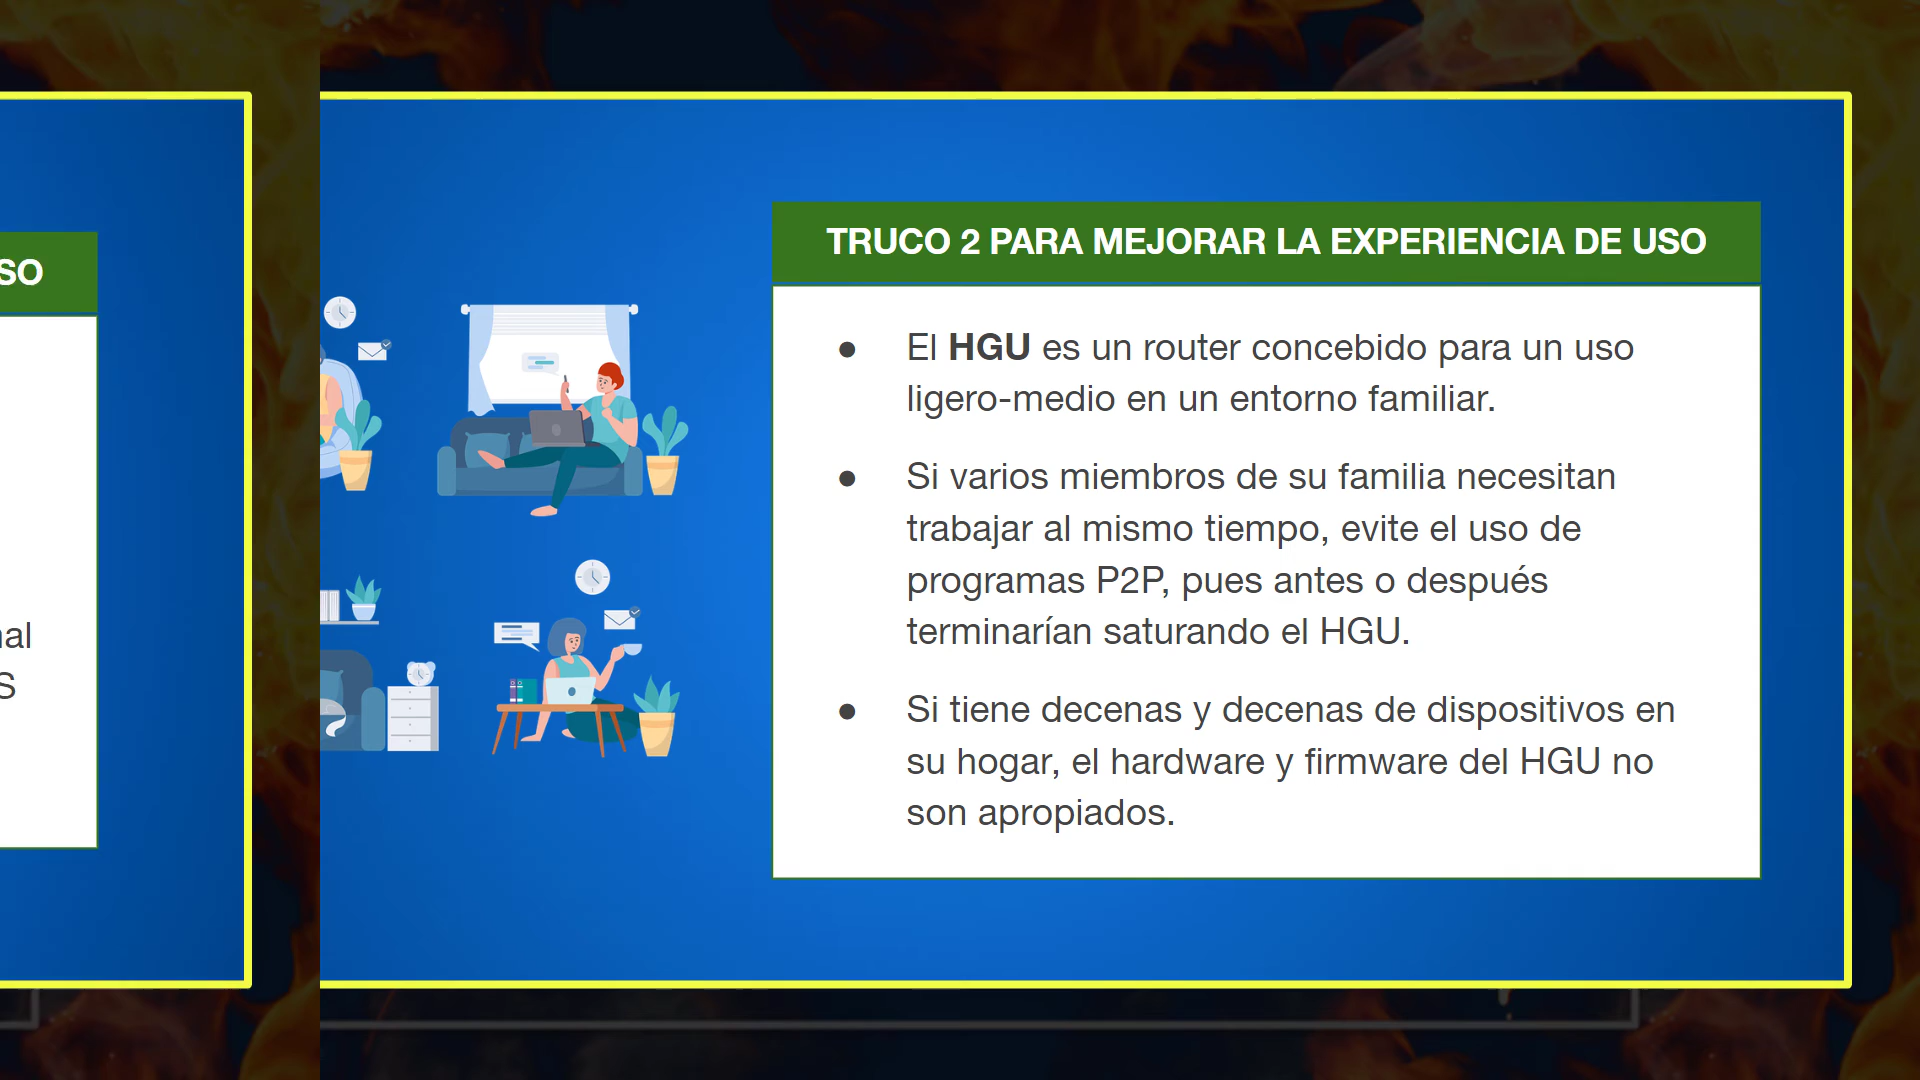 SO
nal
S
TRUCO 2 PARA MEJORAR LA EXPERIENCIA DE USO
● El HGU es un router concebido para un uso
ligero-medio en un entorno familiar.
● Si varios miembros de su familia necesitan
trabajar al mismo tiempo, evite el uso de
programas P2P, pues antes o después
terminarían saturando el HGU.
● Si tiene decenas y decenas de dispositivos en
su hogar, el hardware y firmware del HGU no
son apropiados.